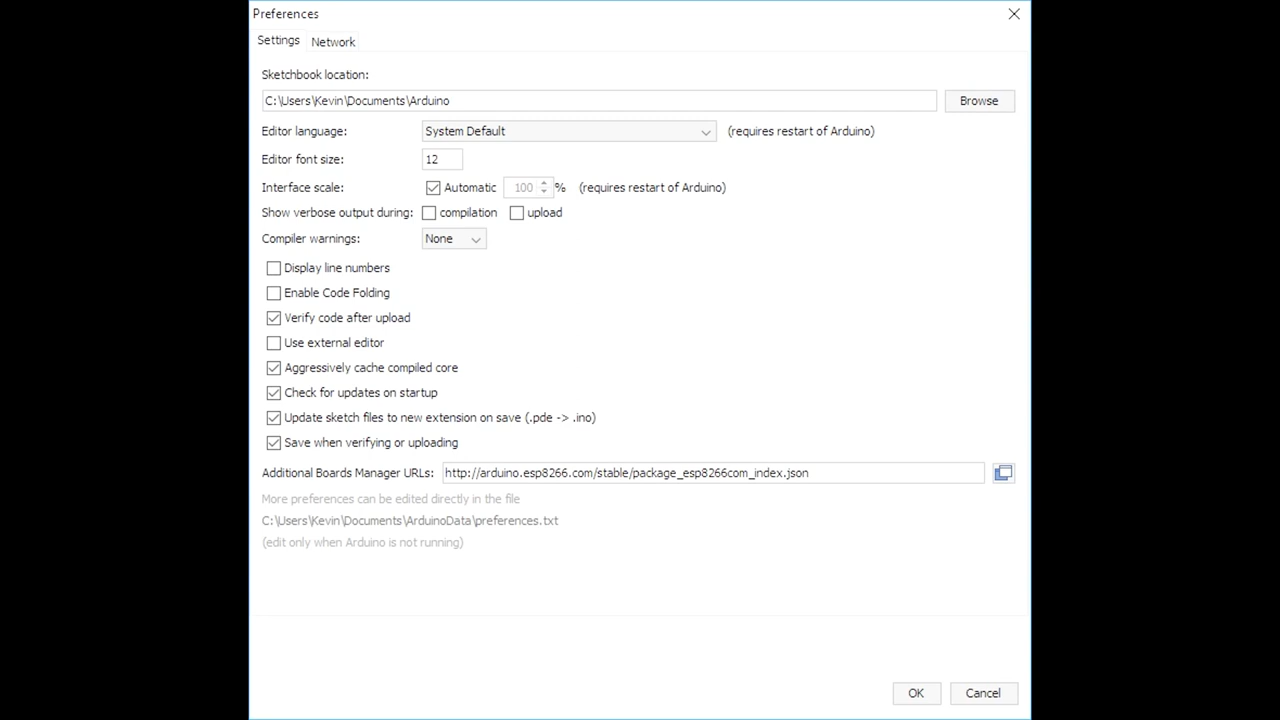 Preferences
Settings Network
Sketchbook location:
C:\Users\Kevin\Documents\Arduino Browse
Editor language: System Default (requires restart of Arduino)
Editor font size: 12
Interface scale: Automatic 100 % (requires restart of Arduino)
Show verbose output during: compilation upload
Compiler warnings: None
Display line numbers
Enable Code Folding
Verify code after upload
Use external editor
Aggressively cache compiled core
Check for updates on startup
Update sketch files to new extension on save (.pde -> .ino)
Save when verifying or uploading
Additional Boards Manager URLs: http://arduino.esp8266.com/stable/package_esp8266com_index.json
More preferences can be edited directly in the file
C:\Users\Kevin\Documents\ArduinoData\preferences.txt
(edit only when Arduino is not running)
OK Cancel